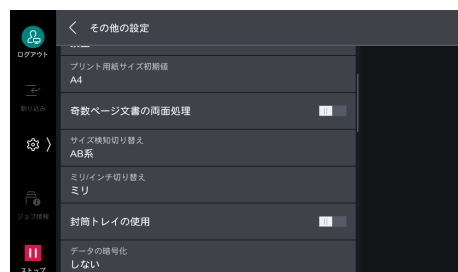 その他の設定
ログアウト
プリント用紙サイズ初期値
A4
割り込み
奇数ページ文書の両面処理
サイズ検知切り替え
AB系
ミリ/インチ切り替え
ミリ
ジョブ情報
封筒トレイの使用
データの暗号化
しない
ストップ